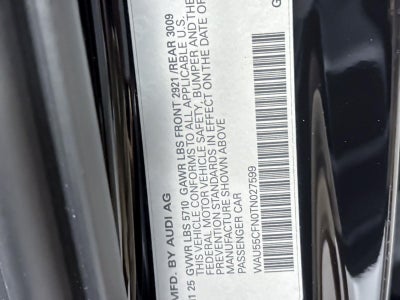 MFD. BY AUDI AG
1 25 GVWR LBS 5710 GAWR LBS FRONT 2921 /REAR 3009
THIS VEHICLE CONFORMS TO ALL APPLICABLE U.S.
FEDERAL MOTOR VEHICLE SAFETY, BUMPER AND THE
PREVENTION STANDARDS IN EFFECT ON THE DATE OF
MANUFACTURE SHOWN ABOVE
PASSENGER CAR
WAU55CFN0TN027599
G